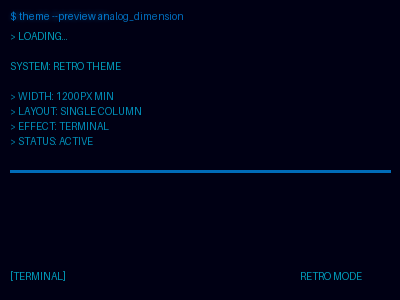 $ theme --preview analog_dimension
> LOADING...
SYSTEM: RETRO THEME
> WIDTH: 1200PX MIN
> LAYOUT: SINGLE COLUMN
> EFFECT: TERMINAL
> STATUS: ACTIVE
[TERMINAL]
RETRO MODE